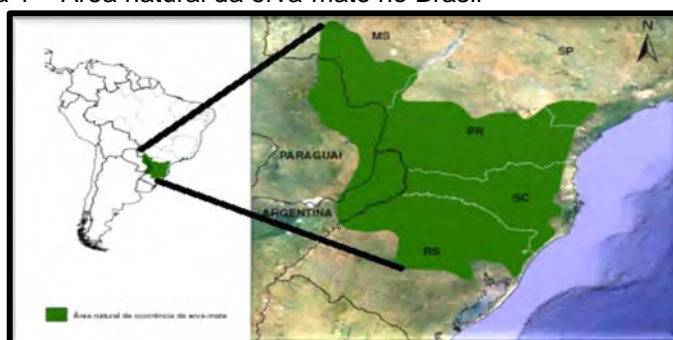 Área natural da erva-mate no Brasil
N
MS
SP
PR
PARAGUAI
SC
ARGENTINA
RS
Área natural de ocorrência da erva-mate